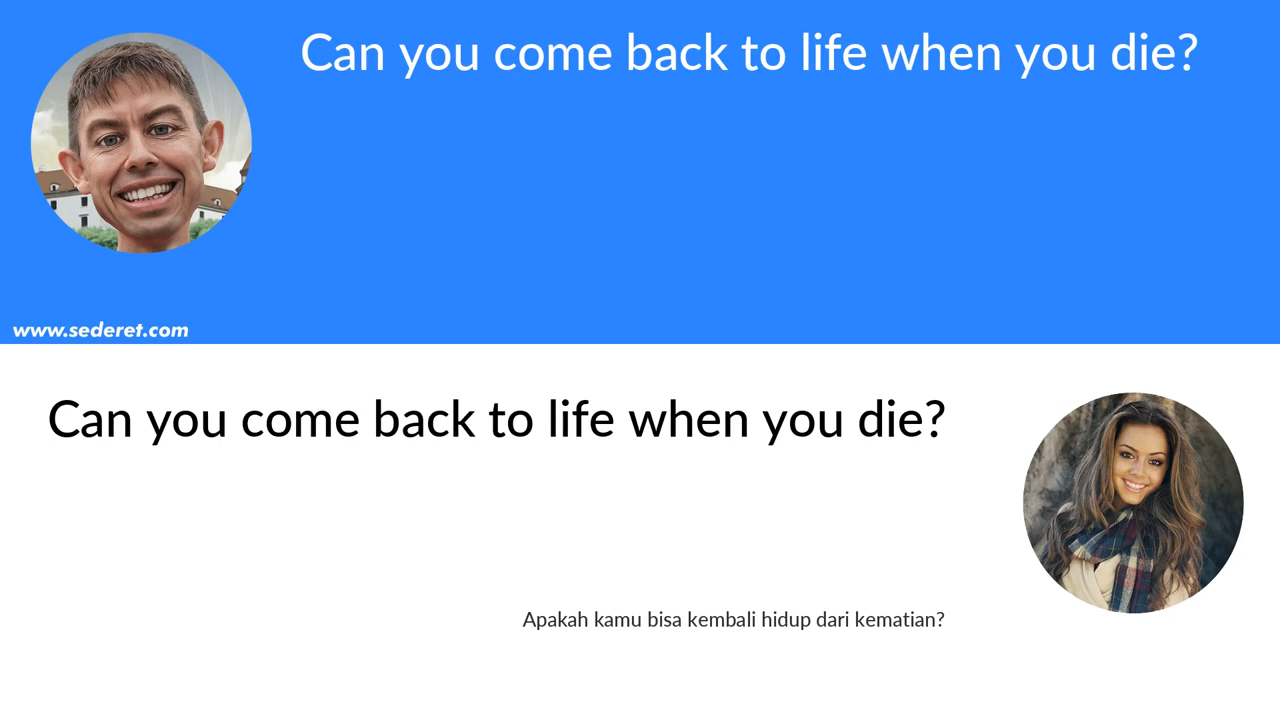 Can you come back to life when you die?
www.sederet.com
Can you come back to life when you die?
Apakah kamu bisa kembali hidup dari kematian?